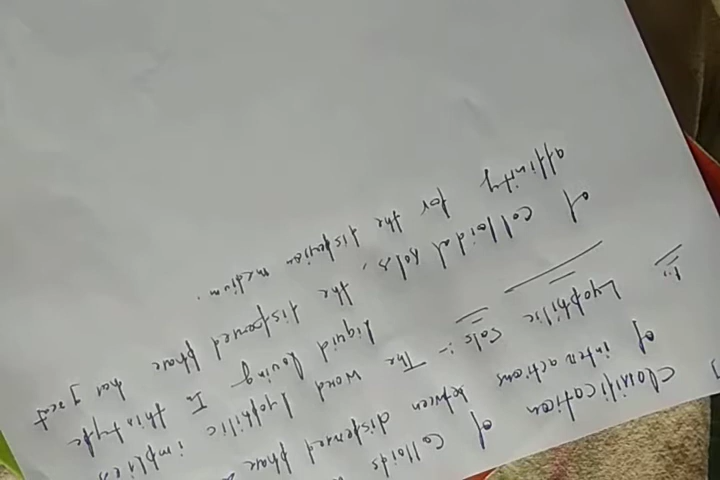 Classification of Colloids
of interactions between dispersed phase
(i) Lyophilic Sols :- The word lyophilic implies
liquid loving In this type
of colloidal sols, the dispersed phase has great
affinity for the dispersion medium.